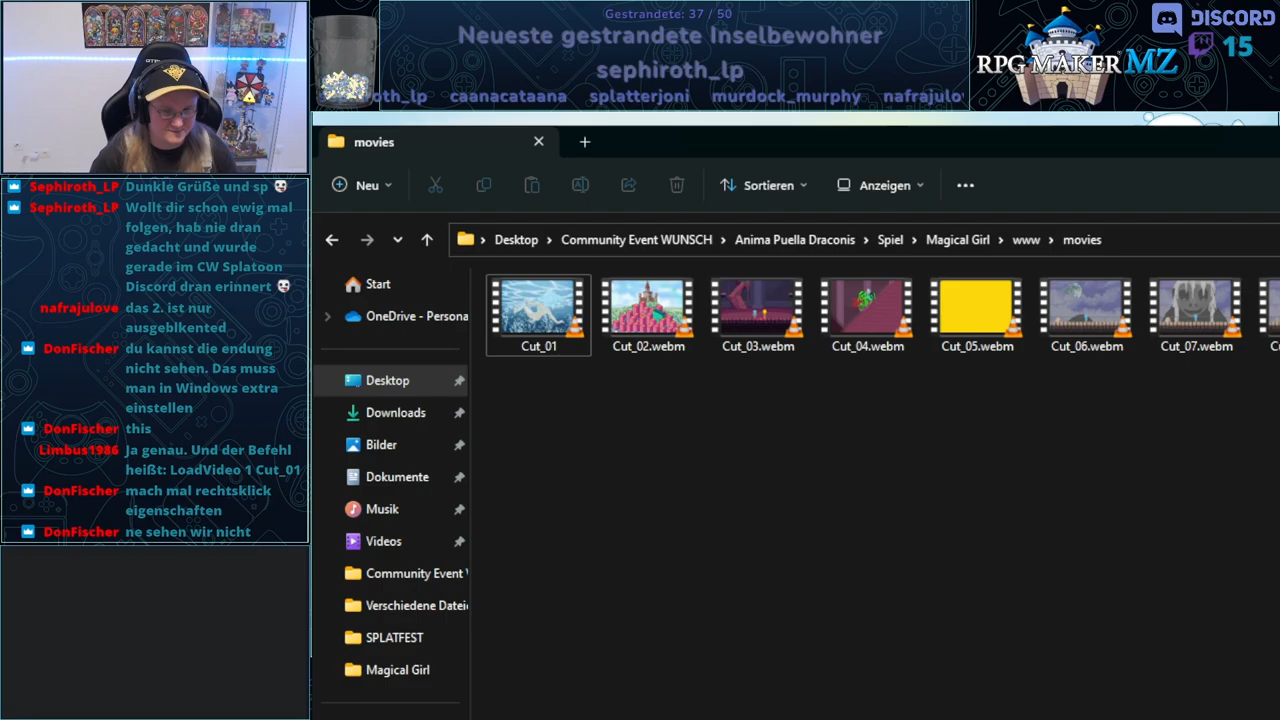 Gestrandete: 37 / 50
Neueste gestrandete Inselbewohner
sephiroth_lp
oth_lp caanacataana splatterjoni murdock_murphy nafrajulov
RPG MAKER MZ
DISCORD
15
Sephiroth_LP Dunkle Grüße und sp
Sephiroth_LP Wollt dir schon ewig mal
folgen, hab nie dran
gedacht und wurde
gerade im CW Splatoon
Discord dran erinnert
nafrajulove das 2. ist nur
ausgeblkented
DonFischer du kannst die endung
nicht sehen. Das muss
man in Windows extra
einstellen
DonFischer this
Limbus1986 Ja genau. Und der Befehl
heißt: LoadVideo 1 Cut_01
DonFischer mach mal rechtsklick
eigenschaften
DonFischer ne sehen wir nicht
movies
Neu
Sortieren
Anzeigen
Desktop
Community Event WUNSCH
Anima Puella Draconis
Spiel
Magical Girl
www
movies
Start
OneDrive - Persona
Desktop
Downloads
Bilder
Dokumente
Musik
Videos
Community Event
Verschiedene Datei
SPLATFEST
Magical Girl
Cut_01
Cut_02.webm
Cut_03.webm
Cut_04.webm
Cut_05.webm
Cut_06.webm
Cut_07.webm